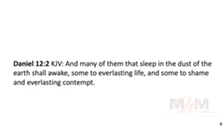 Daniel 12:2 KJV: And many of them that sleep in the dust of the
earth shall awake, some to everlasting life, and some to shame
and everlasting contempt.